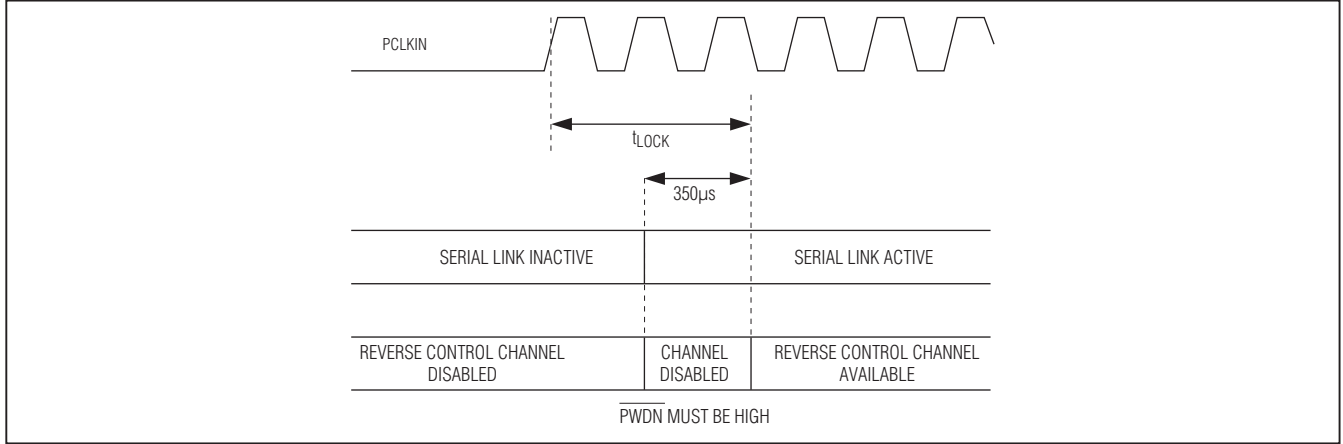 PCLKIN
tLOCK
350µs
SERIAL LINK INACTIVE
SERIAL LINK ACTIVE
REVERSE CONTROL CHANNEL
DISABLED
CHANNEL
DISABLED
REVERSE CONTROL CHANNEL
AVAILABLE
PWDN MUST BE HIGH